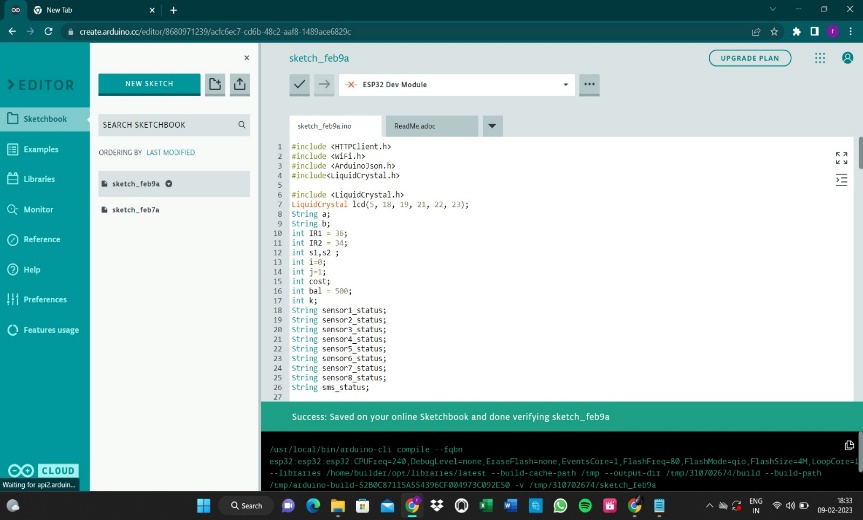 New Tab
create.arduino.cc/editor/8680971239/acfc6ec7-cd6b-48c2-aaf8-1489ace6829c
EDITOR
Sketchbook
Examples
Libraries
Monitor
Reference
Help
Preferences
Features usage
CLOUD
Waiting for api2.arduin...
NEW SKETCH
SEARCH SKETCHBOOK
ORDERING BY LAST MODIFIED
sketch_feb9a
sketch_feb7a
sketch_feb9a
UPGRADE PLAN
ESP32 Dev Module
sketch_feb9a.ino
ReadMe.adoc
1 #include <HTTPClient.h>
2 #include <WiFi.h>
3 #include <ArduinoJson.h>
4 #include<LiquidCrystal.h>
5
6 #include <LiquidCrystal.h>
7 LiquidCrystal lcd(5, 18, 19, 21, 22, 23);
8 String a;
9 String b;
10 int IR1 = 36;
11 int IR2 = 34;
12 int s1,s2 ;
13 int i=0;
14 int j=1;
15 int cost;
16 int bal = 500;
17 int k;
18 String sensor1_status;
19 String sensor2_status;
20 String sensor3_status;
21 String sensor4_status;
22 String sensor5_status;
23 String sensor6_status;
24 String sensor7_status;
25 String sensor8_status;
26 String sms_status;
27
Success: Saved on your online Sketchbook and done verifying sketch_feb9a
/usr/local/bin/arduino-cli compile --fqbn
esp32:esp32:esp32:CPUFreq=240,DebugLevel=none,EraseFlash=none,EventsCore=1,FlashFreq=80,FlashMode=qio,FlashSize=4M,LoopCore=1
--libraries /home/builder/opt/libraries/latest --build-cache-path /tmp --output-dir /tmp/310702674/build --build-path
/tmp/arduino-build-52B0C87115A554396CF004973C092E50 -v /tmp/310702674/sketch_feb9a
Search
ENG
IN
18:33
09-02-2023